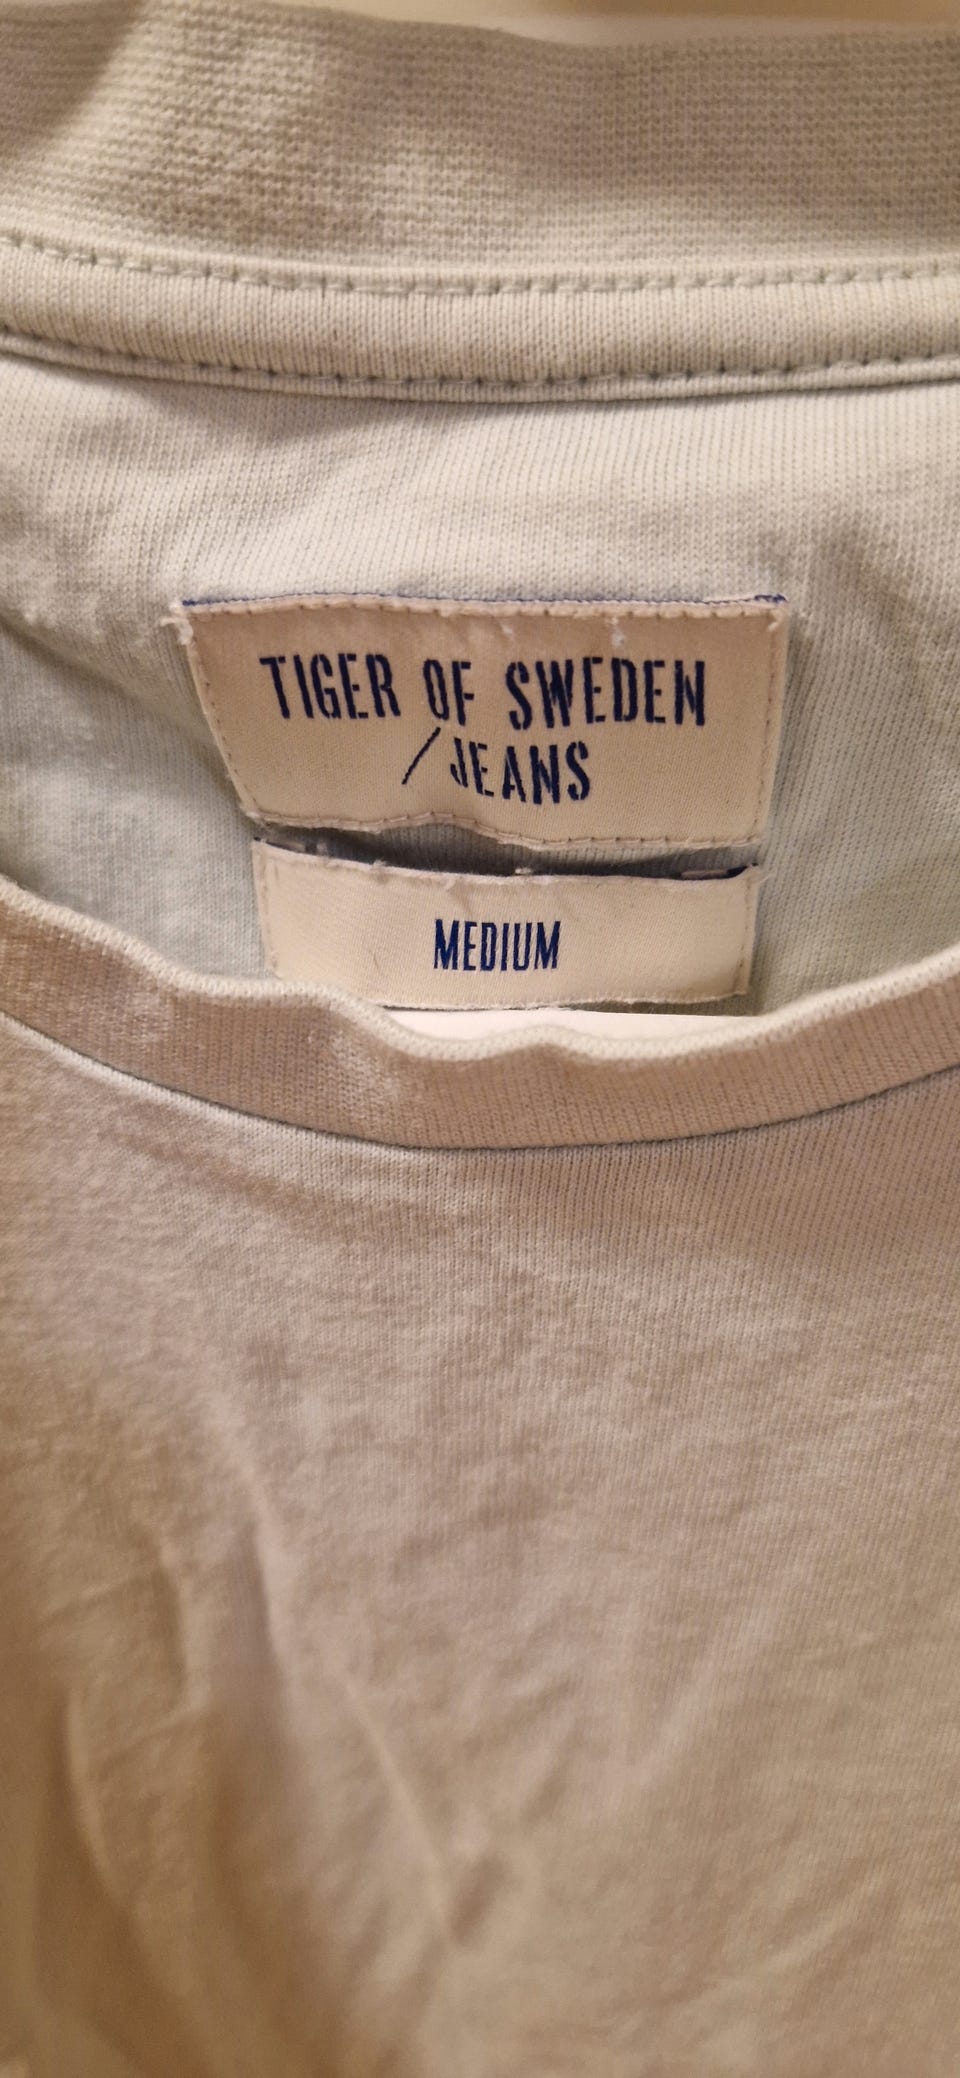 TIGER OF SWEDEN
/JEANS
MEDIUM